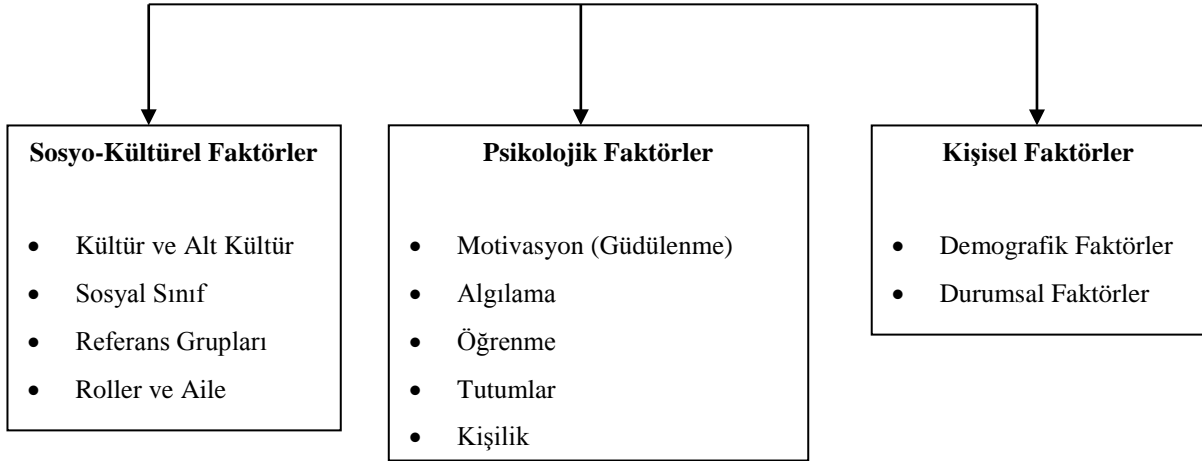 Sosyo-Kültürel Faktörler
• Kültür ve Alt Kültür
• Sosyal Sınıf
• Referans Grupları
• Roller ve Aile
Psikolojik Faktörler
• Motivasyon (Güdülenme)
• Algılama
• Öğrenme
• Tutumlar
• Kişilik
Kişisel Faktörler
• Demografik Faktörler
• Durumsal Faktörler